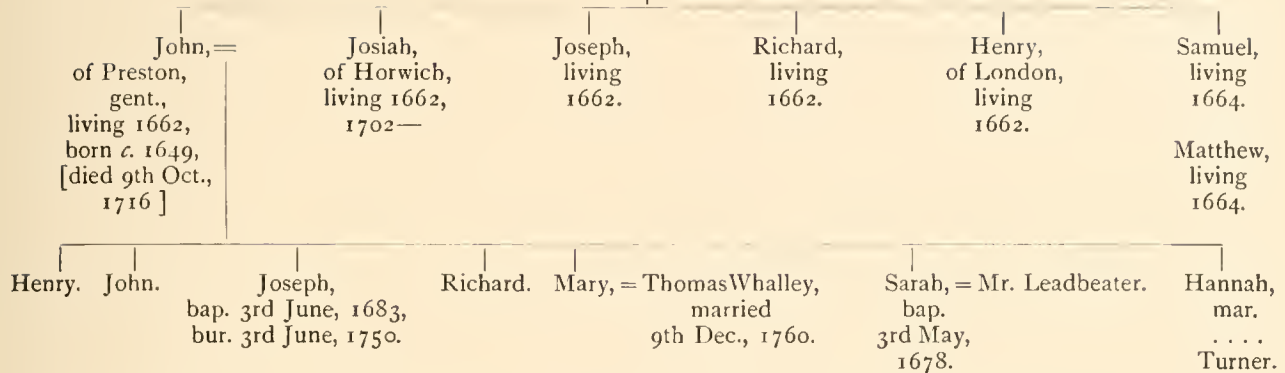 John,=
of Preston,
gent.,
living 1662,
born c. 1649,
[died 9th Oct.,
1716 ]
Josiah,
of Horwich,
living 1662,
1702—
Joseph,
living
1662.
Richard,
living
1662.
Henry,
of London,
living
1662.
Samuel,
living
1664.
Matthew,
living
1664.
Henry.
John.
Joseph,
bap. 3rd June, 1683,
bur. 3rd June, 1750.
Richard.
Mary, = Thomas Whalley,
married
9th Dec., 1760.
Sarah, = Mr. Leadbeater.
bap.
3rd May,
1678.
Hannah,
mar.
. . . .
Turner.